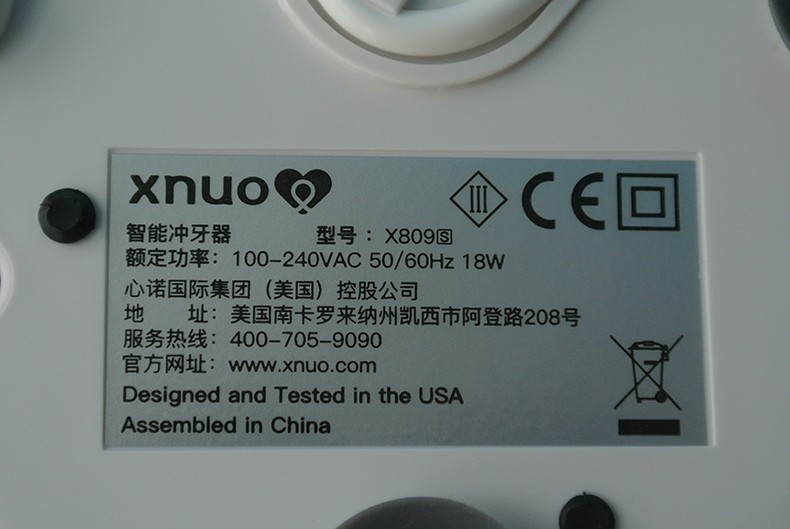 xnuo
III CE
智能冲牙器 型号：X809S
额定功率：100-240VAC 50/60Hz 18W
心诺国际集团（美国）控股公司
地 址：美国南卡罗来纳州凯西市阿登路208号
服务热线：400-705-9090
官方网址：www.xnuo.com
Designed and Tested in the USA
Assembled in China